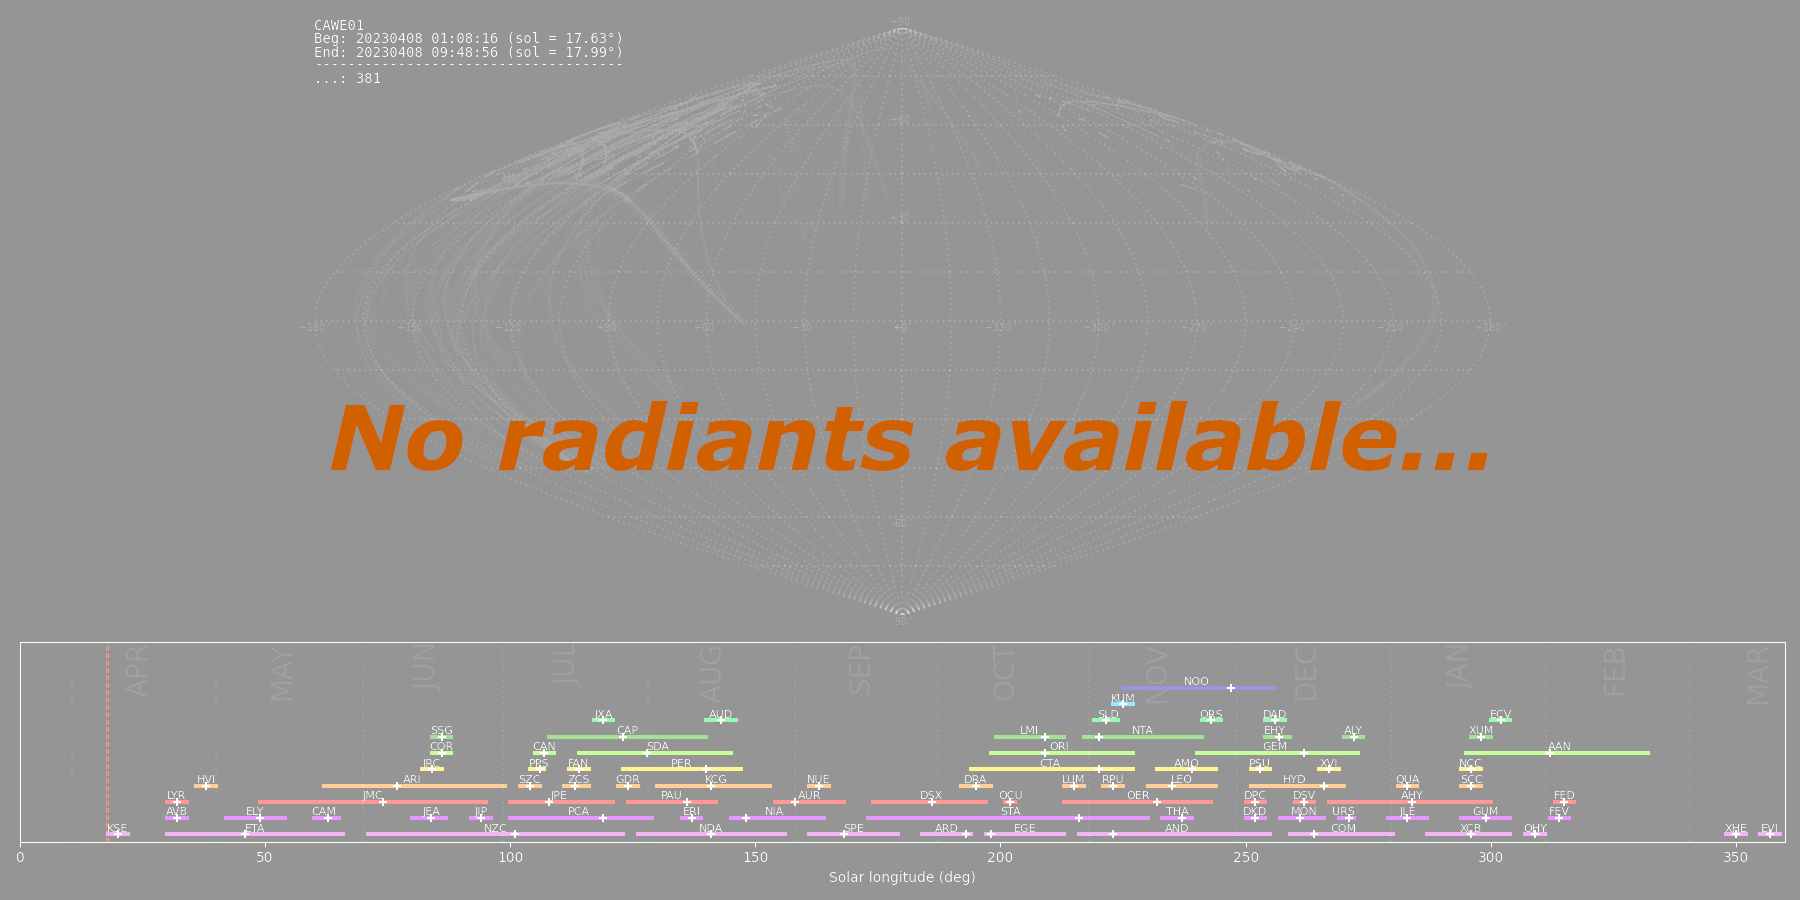 CAWE01
Beg: 20230408 01:08:16 (sol = 17.63°)
End: 20230408 09:48:56 (sol = 17.99°)
-------------------------------------
...: 381
+90°
+60°
+30°
+180° +150° +120° +90° +60° +30° +0° +330° +300° +270° +240° +210° +180°
No radiants available...
-60°
-90°
APR MAY JUN JUL AUG SEP OCT NOV DEC JAN FEB MAR
NOO
KUM
JXA AUD SLD ORS DAD ECV
SSG CAP LMI NTA EHY ALY XUM
COR CAN SDA ORI GEM AAN
JRC PPS FAN PER CTA AMO PSU XVI NCC
HVI ARI SZC ZCS GDR KCG NUE DRA LUM RPU LEO HYD QUA SCC
LYR JMC JPE PAU AUR DSX OCU OER DPC DSV AHY FED
AVB ELY CAM JEA JIP PCA ERI NIA STA THA DKD MON URS JLE GUM FEV
KSE ETA NZC NDA SPE ARD EGE AND COM XCB OHY XHE EVI
0 50 100 150 200 250 300 350
Solar longitude (deg)